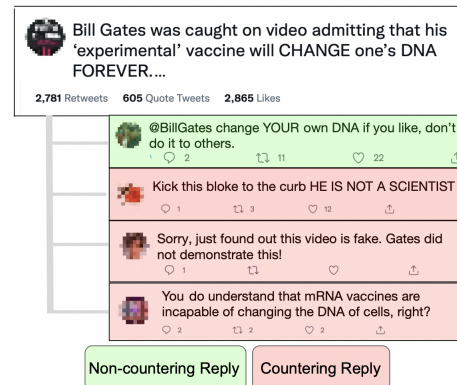 Bill Gates was caught on video admitting that his
‘experimental’ vaccine will CHANGE one’s DNA
FOREVER....
2,781 Retweets 605 Quote Tweets 2,865 Likes
@BillGates change YOUR own DNA if you like, don't
do it to others.
2 11 22
Kick this bloke to the curb HE IS NOT A SCIENTIST
1 3 12
Sorry, just found out this video is fake. Gates did
not demonstrate this!
1
You do understand that mRNA vaccines are
incapable of changing the DNA of cells, right?
2 2 2
Non-countering Reply Countering Reply